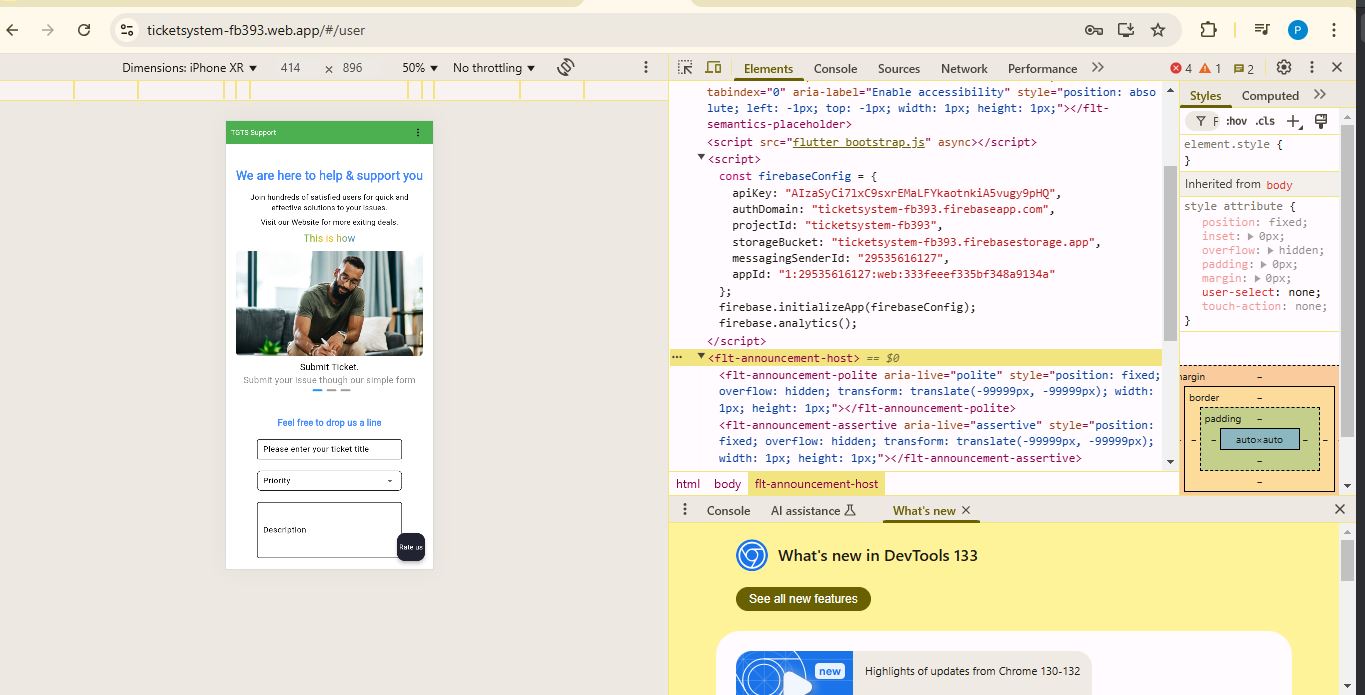 ticketsystem-fb393.web.app/#/user
P
Dimensions: iPhone XR
414
x
896
50%
No throttling
Elements
Console
Sources
Network
Performance
4
1
2
TGTS Support
We are here to help & support you
Join hundreds of satisfied users for quick and
effective solutions to your issues.
Visit our Website for more exiting deals.
This is how
Submit Ticket.
Submit your issue though our simple form
Feel free to drop us a line
Please enter your ticket title
Priority
Description
Rate us
tabindex="0" aria-label="Enable accessibility" style="position: abso
lute; left: -1px; top: -1px; width: 1px; height: 1px;"></flt-
semantics-placeholder>
<script src="flutter_bootstrap.js" async></script>
<script>
const firebaseConfig = {
apiKey: "AIzaSyCi7lxC9sxrEMaLFYkaotnkiA5vugy9pHQ",
authDomain: "ticketsystem-fb393.firebaseapp.com",
projectId: "ticketsystem-fb393",
storageBucket: "ticketsystem-fb393.firebasestorage.app",
messagingSenderId: "29535616127",
appId: "1:29535616127:web:333feeef335bf348a9134a"
};
firebase.initializeApp(firebaseConfig);
firebase.analytics();
</script>
<flt-announcement-host> == $0
<flt-announcement-polite aria-live="polite" style="position: fixed;
overflow: hidden; transform: translate(-99999px, -99999px); width:
1px; height: 1px;"></flt-announcement-polite>
<flt-announcement-assertive aria-live="assertive" style="position:
fixed; overflow: hidden; transform: translate(-99999px, -99999px);
width: 1px; height: 1px;"></flt-announcement-assertive>
html
body
flt-announcement-host
Styles
Computed
F
:hov
.cls
element.style {
}
Inherited from body
style attribute {
position: fixed;
inset: 0px;
overflow: hidden;
padding: 0px;
margin: 0px;
user-select: none;
touch-action: none;
}
margin
–
border
–
padding
–
–
–
–
auto×auto
–
–
–
–
–
Console
AI assistance
What's new
What's new in DevTools 133
See all new features
new
Highlights of updates from Chrome 130-132